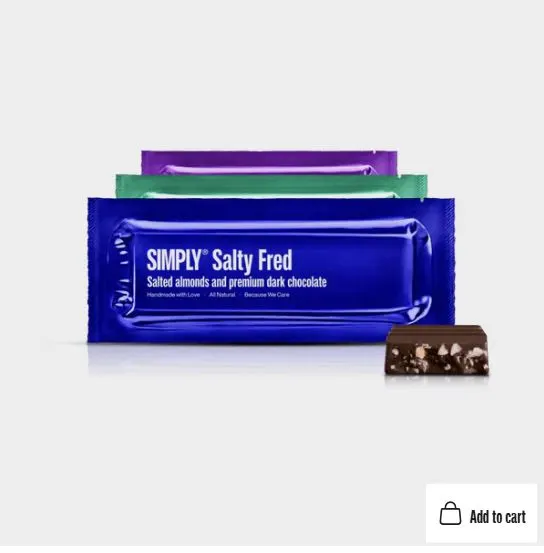 SIMPLY® Salty Fred
Salted almonds and premium dark chocolate
Handmade with Love · All Natural · Because We Care
Add to cart